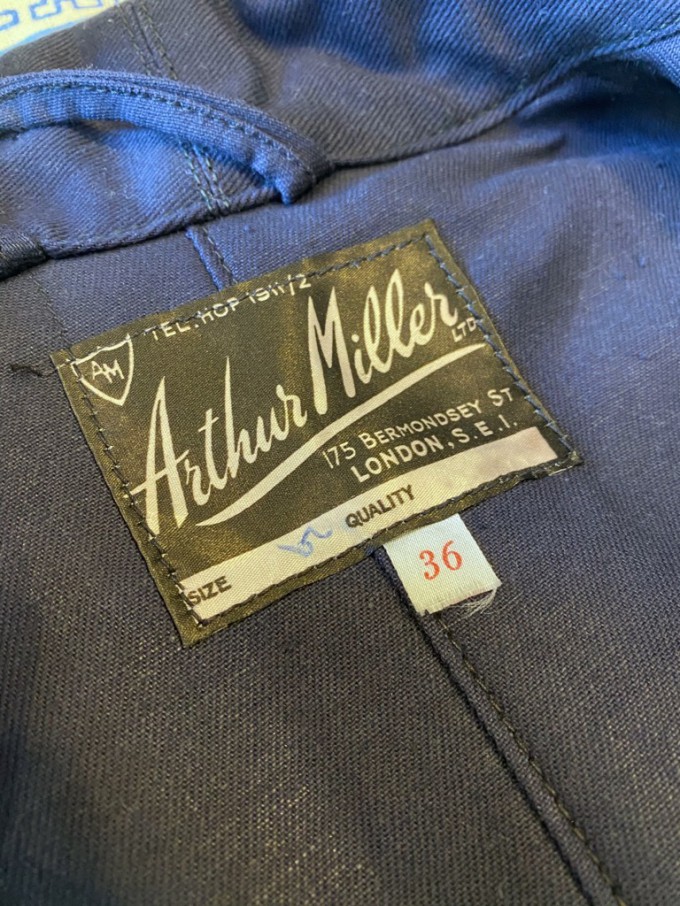 TEL. HOP 1911/2
AM
Arthur Miller
LTD
175 BERMONDSEY ST
LONDON, S.E.1.
SIZE
QUALITY
36